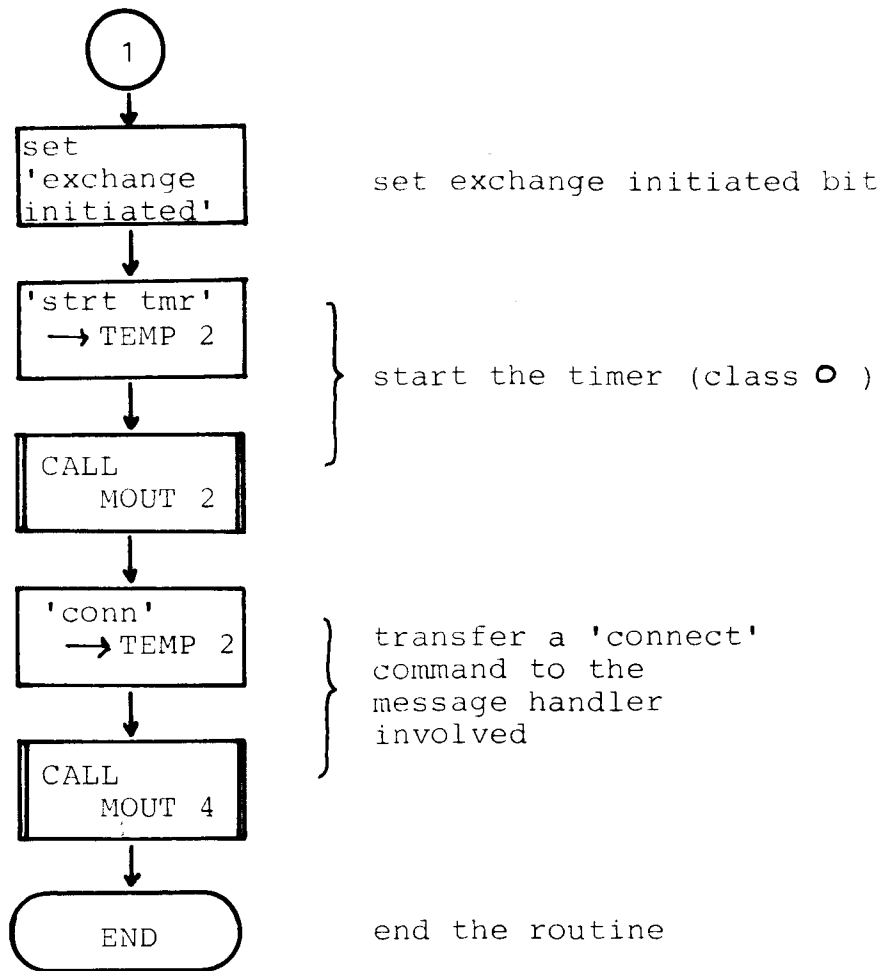 1
set
'exchange
initiated'
set exchange initiated bit
'strt tmr'
→ TEMP 2
start the timer (class 0 )
CALL
MOUT 2
'conn'
→ TEMP 2
transfer a 'connect'
command to the
message handler
involved
CALL
MOUT 4
END
end the routine